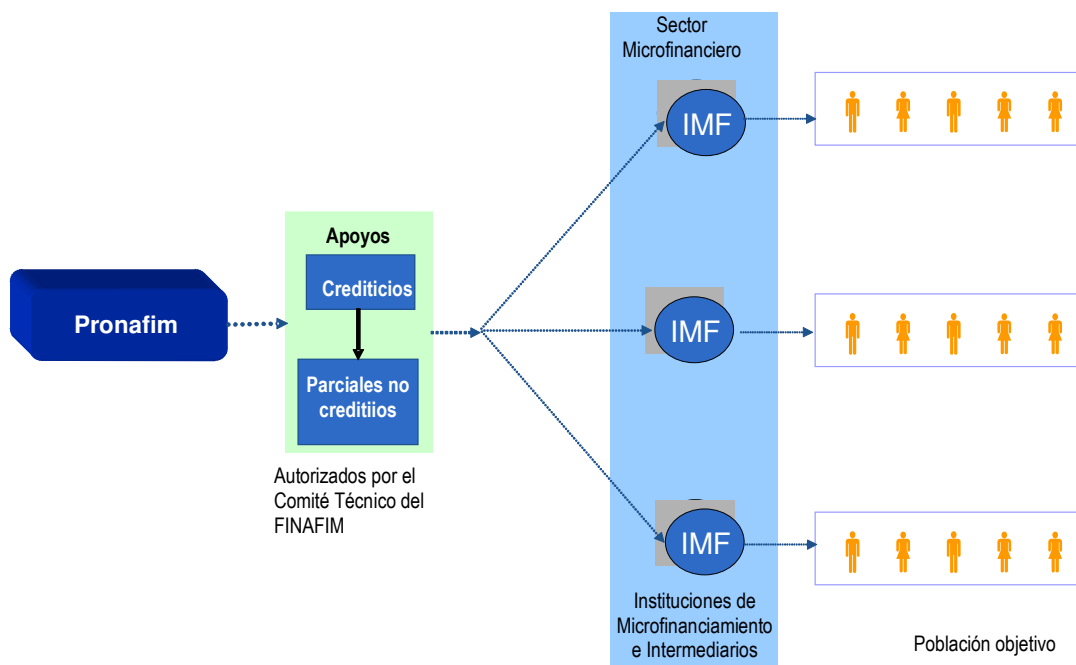 Sector
Microfinanciero
IMF
Apoyos
Crediticios
Pronafim
IMF
Parciales no
creditiios
Autorizados por el
Comité Técnico del
FINAFIM
IMF
Instituciones de
Microfinanciamiento
e Intermediarios
Población objetivo